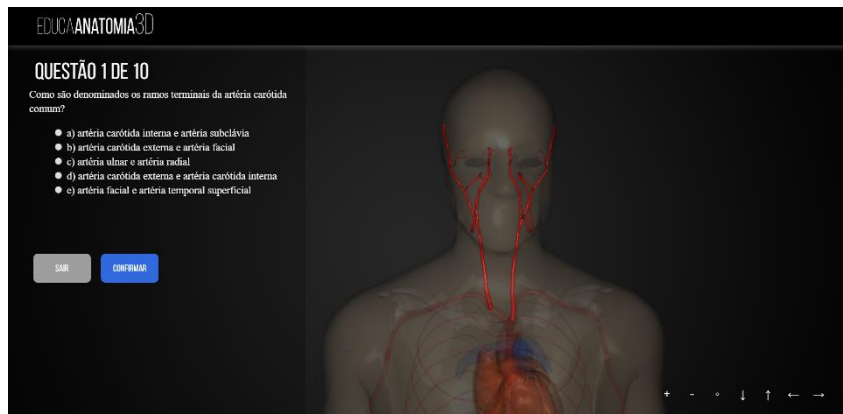 EDUCAANATOMIA3D
QUESTÃO 1 DE 10
Como são denominados os ramos terminais da artéria carótida
comum?
a) artéria carótida interna e artéria subclávia
b) artéria carótida externa e artéria facial
c) artéria ulnar e artéria radial
d) artéria carótida externa e artéria carótida interna
e) artéria facial e artéria temporal superficial
SAIR CONFIRMAR
+ - ° ↓ ↑ ← →